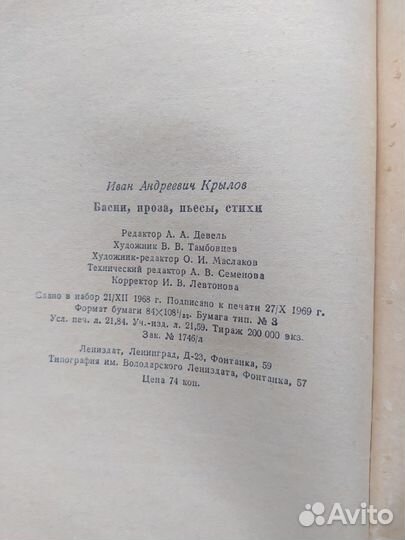 Иван Андреевич Крылов
Басни, проза, пьесы, стихи
Редактор А. А. Девель
Художник В. В. Тамбовцев
Художник-редактор О. И. Маслаков
Технический редактор А. В. Семенова
Корректор И. В. Левтонова
Сдано в набор 21/XII 1968 г. Подписано к печати 27/X 1969 г.
Формат бумаги 84×108¹/₃₂. Бумага тип. № 3
Усл. печ. л. 21,84. Уч.-изд. л. 21,59. Тираж 200 000 экз.
Зак. № 1746/л
Лениздат, Ленинград, Д-23, Фонтанка, 59
Типография им. Володарского Лениздата, Фонтанка, 57
Цена 74 коп.
Avito